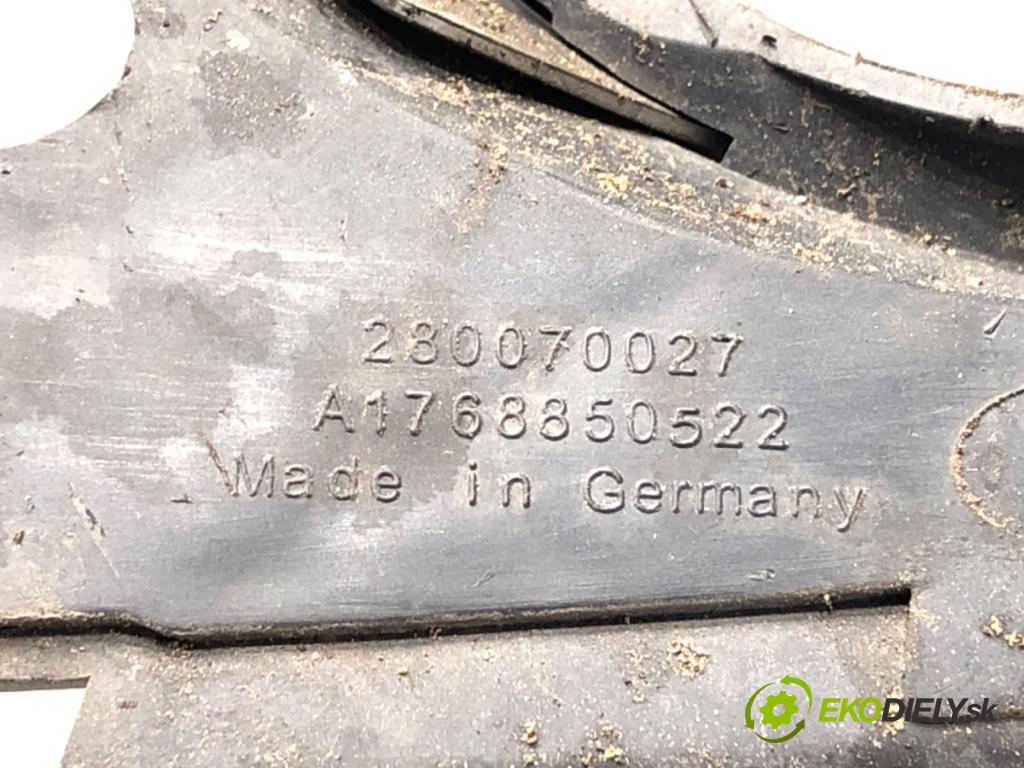 280070027
A1768850522
Made in Germany
EKODIELY.sk